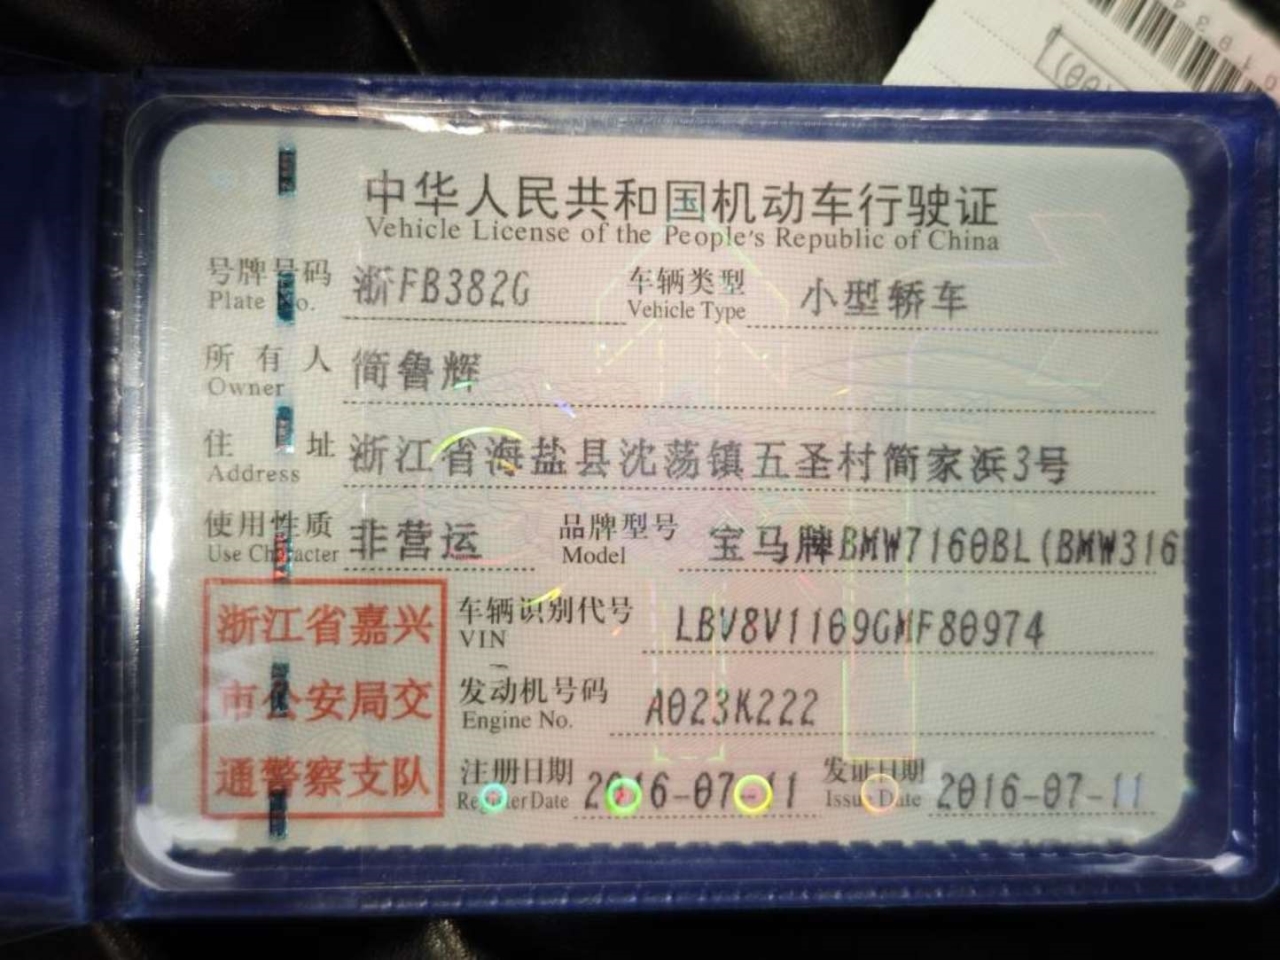 中华人民共和国机动车行驶证
Vehicle License of the People's Republic of China
号牌号码 浙FB382G 车辆类型 小型轿车
Plate No. Vehicle Type
所有人 简鲁辉
Owner
住址 浙江省海盐县沈荡镇五圣村简家浜3号
Address
使用性质 非营运 品牌型号 宝马牌BMW7160BL(BMW316
Use Character Model
浙江省嘉兴
市公安局交
通警察支队
车辆识别代号 LBV8V1109GMF80974
VIN
发动机号码 A023K222
Engine No.
注册日期 2016-07-11 发证日期 2016-07-11
Register Date Issue Date